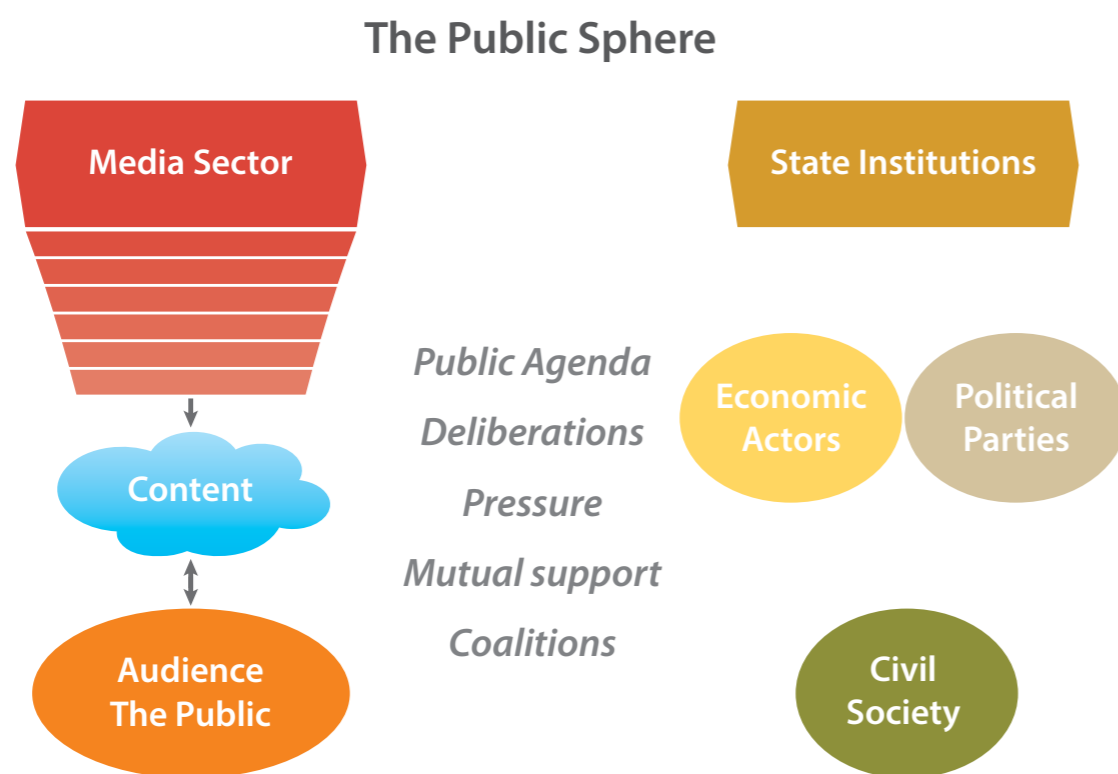 The Public Sphere
Media Sector
State Institutions
Public Agenda
Deliberations
Pressure
Mutual support
Coalitions
Economic
Actors
Political
Parties
Content
Audience
The Public
Civil
Society